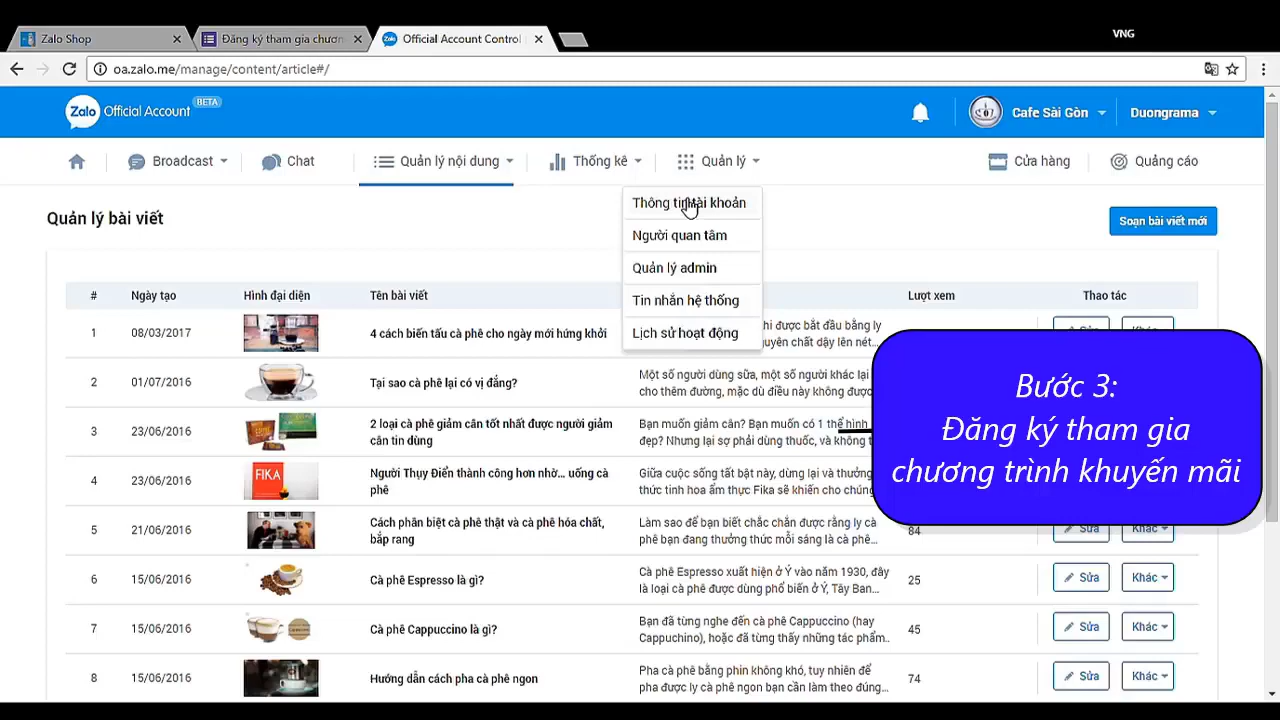 VNG
Zalo Shop
Đăng ký tham gia chươn
Official Account Control
oa.zalo.me/manage/content/article#/
Zalo Official Account BETA
Cafe Sài Gòn
Duongrama
Broadcast
Chat
Quản lý nội dung
Thống kê
Quản lý
Cửa hàng
Quảng cáo
Thông tin tài khoản
Người quan tâm
Quản lý admin
Tin nhắn hệ thống
Lịch sử hoạt động
Quản lý bài viết
Soạn bài viết mới
# Ngày tạo Hình đại diện Tên bài viết Lượt xem Thao tác
1 08/03/2017 4 cách biến tấu cà phê cho ngày mới hứng khởi
hi được bắt đầu bằng ly
uyên chất dậy lên nét...
Sửa Khác
2 01/07/2016 Tại sao cà phê lại có vị đắng?
Một số người dùng sữa, một số người khác lại
cho thêm đường, mặc dù điều này không được
3 23/06/2016 2 loại cà phê giảm cân tốt nhất được người giảm
cân tin dùng
Bạn muốn giảm cân? Bạn muốn có 1 thể hình
đẹp? Nhưng lại sợ phải dùng thuốc, và không t
4 23/06/2016 FIKA Người Thụy Điển thành công hơn nhờ... uống cà
phê
Giữa cuộc sống tất bật này, dừng lại và thưởng
thức tinh hoa ẩm thực Fika sẽ khiến cho chúng
5 21/06/2016 Cách phân biệt cà phê thật và cà phê hóa chất,
bắp rang
Làm sao để bạn biết chắc chắn được rằng ly cà
phê bạn đang thưởng thức mỗi sáng là cà phê...
84 Sửa Khác
6 15/06/2016 Cà phê Espresso là gì?
Cà phê Espresso xuất hiện ở Ý vào năm 1930, đây
là loại cà phê được dùng phổ biến ở Ý, Tây Ban...
25 Sửa Khác
7 15/06/2016 Cà phê Cappuccino là gì?
Bạn đã từng nghe đến cà phê Cappuccino (hay
Cappuchino), hoặc đã từng thấy những tác phẩm...
45 Sửa Khác
8 15/06/2016 Hướng dẫn cách pha cà phê ngon
Pha cà phê bằng phin không khó, tuy nhiên để
pha được ly cà phê ngon bạn cần làm theo đúng...
74 Sửa Khác
Bước 3:
Đăng ký tham gia
chương trình khuyến mãi